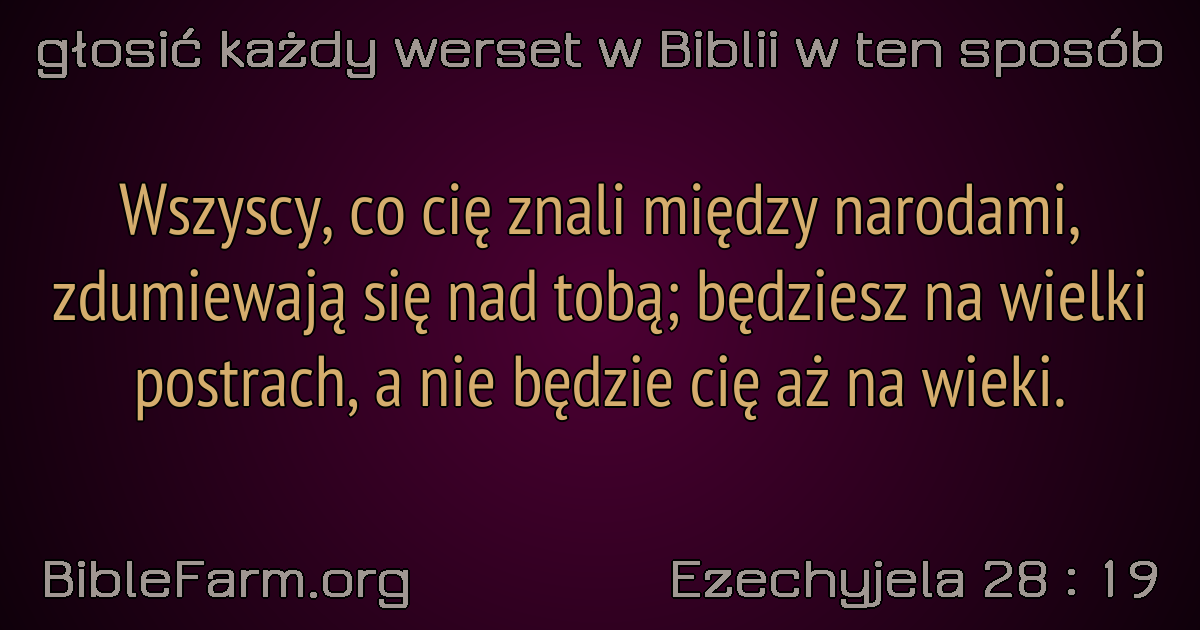 głosić każdy werset w Biblii w ten sposób
Wszyscy, co cię znali między narodami,
zdumiewają się nad tobą; będziesz na wielki
postrach, a nie będzie cię aż na wieki.
BibleFarm.org
Ezechyjela 28 : 19